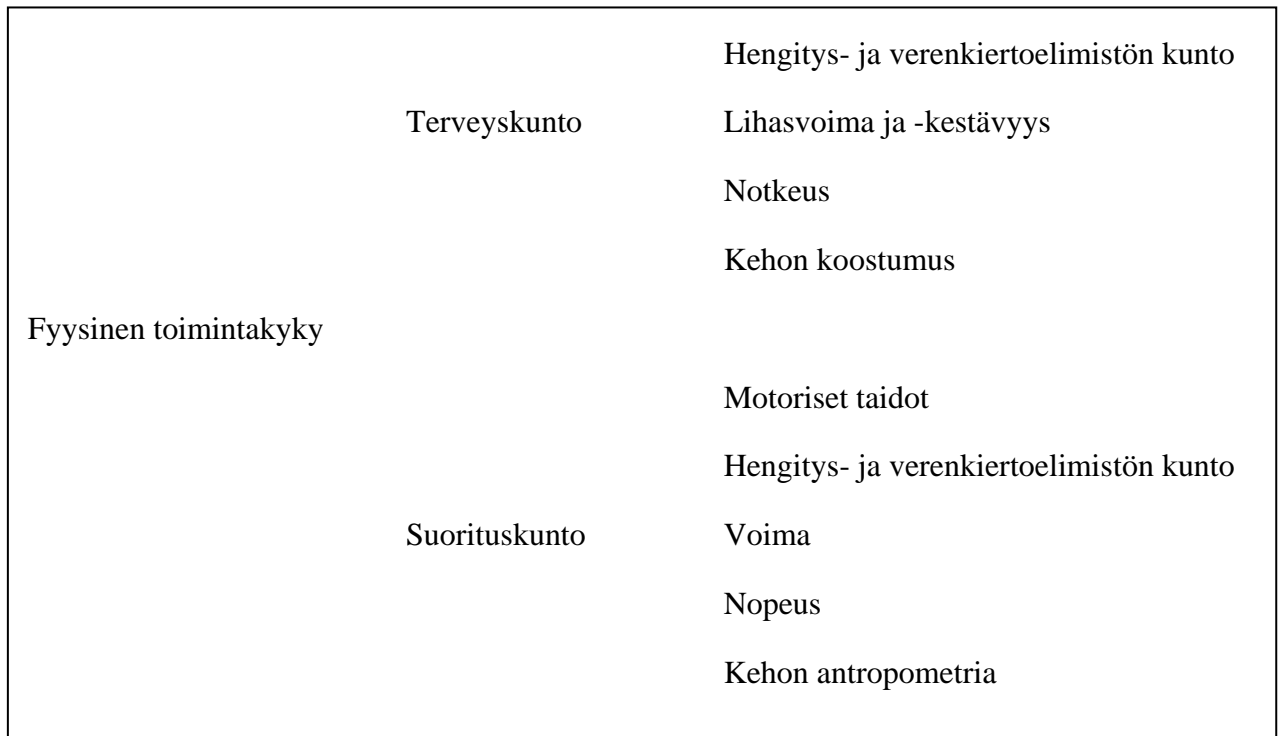 Hengitys- ja verenkiertoelimistön kunto
Terveyskunto Lihasvoima ja -kestävyys
Notkeus
Kehon koostumus
Fyysinen toimintakyky
Motoriset taidot
Hengitys- ja verenkiertoelimistön kunto
Suorituskunto Voima
Nopeus
Kehon antropometria